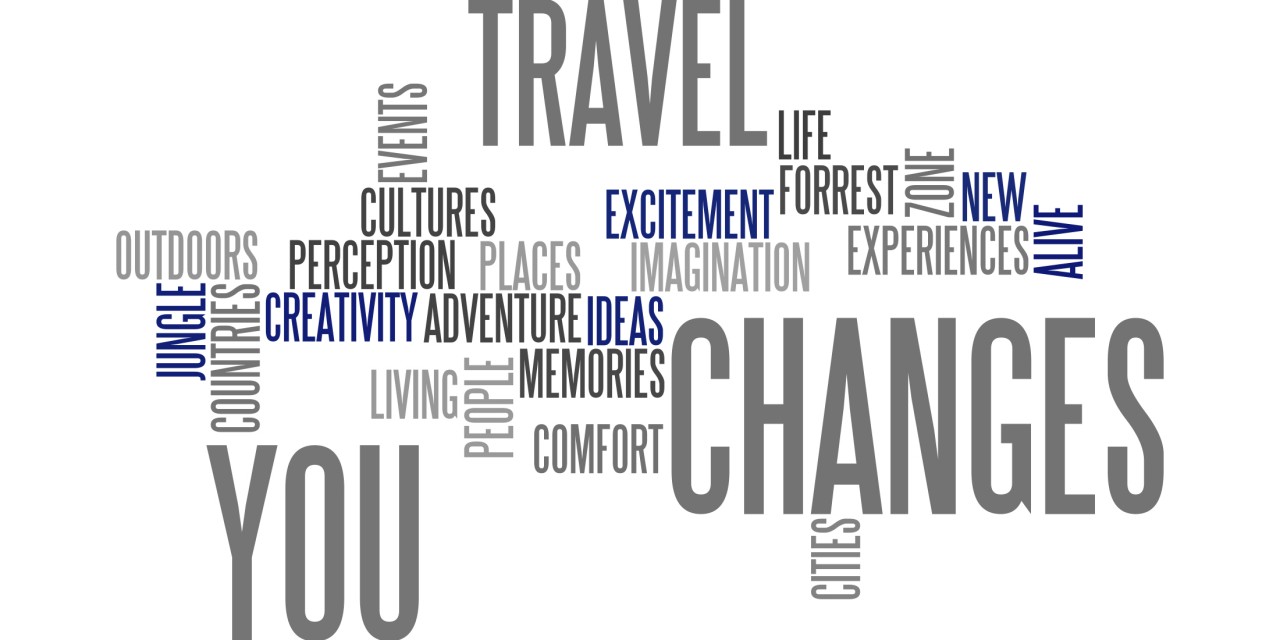 TRAVEL
EVENTS
LIFE
FORREST
ZONE
NEW
CULTURES
EXCITEMENT
ALIVE
OUTDOORS
PERCEPTION
PLACES
IMAGINATION
EXPERIENCES
JUNGLE
COUNTRIES
CREATIVITY
ADVENTURE
IDEAS
CHANGES
LIVING
PEOPLE
MEMORIES
COMFORT
YOU
CITIES